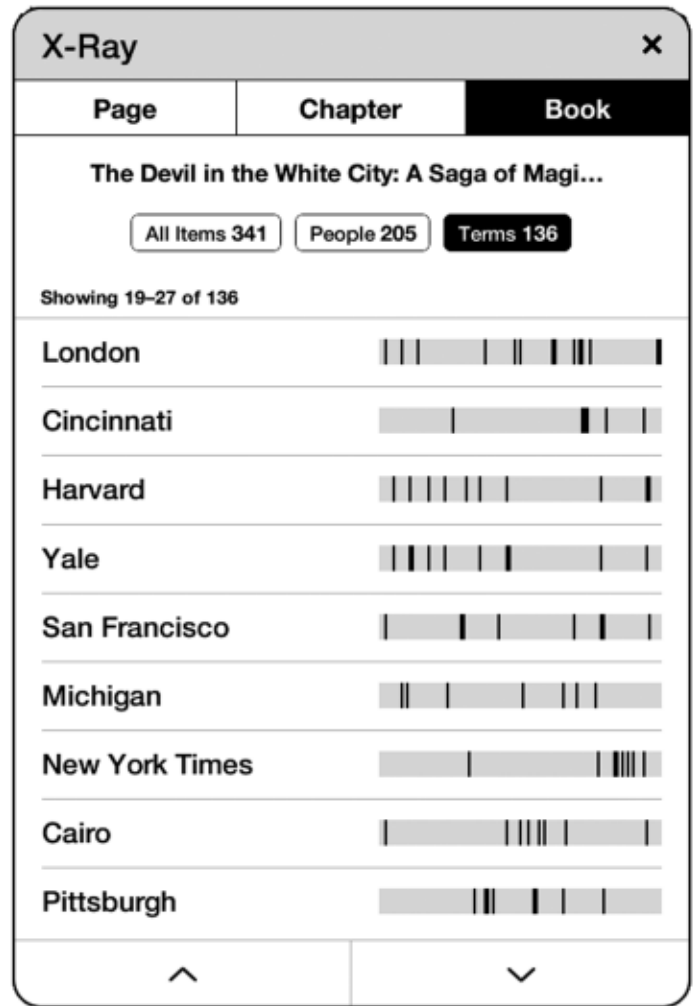 X-Ray ×
Page Chapter Book
The Devil in the White City: A Saga of Magi...
All Items 341 People 205 Terms 136
Showing 19–27 of 136
London
Cincinnati
Harvard
Yale
San Francisco
Michigan
New York Times
Cairo
Pittsburgh